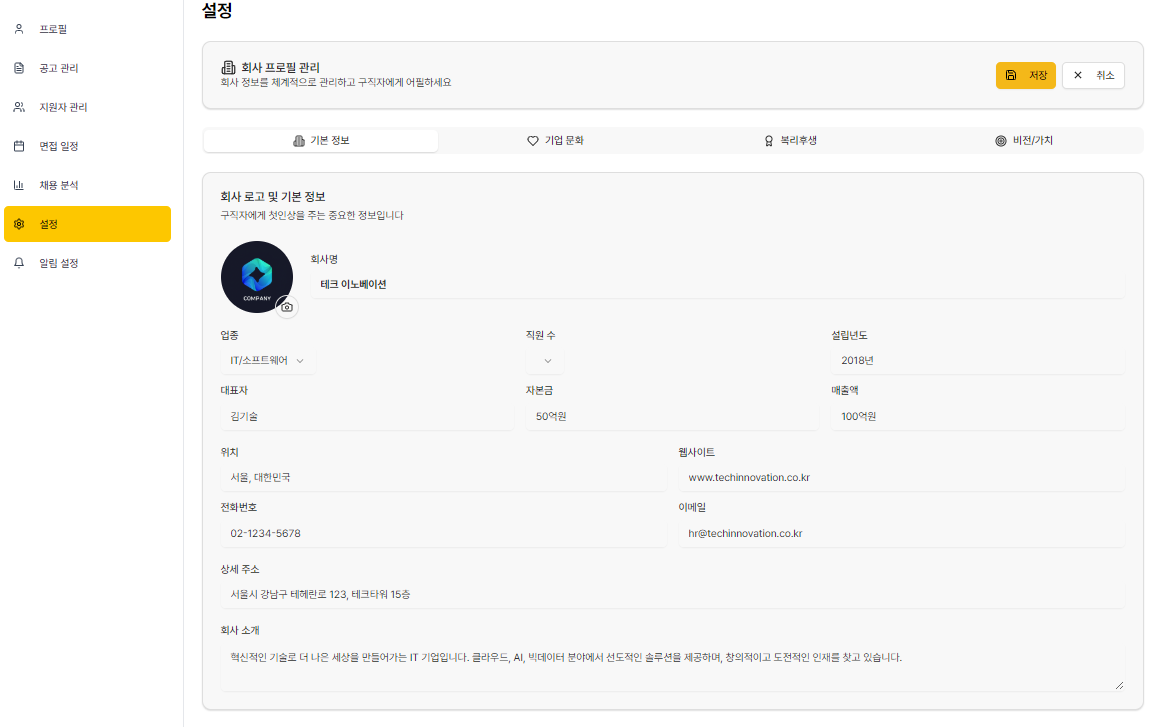 설정
프로필
공고 관리
지원자 관리
면접 일정
채용 분석
설정
알림 설정
회사 프로필 관리
회사 정보를 체계적으로 관리하고 구직자에게 어필하세요
저장
취소
기본 정보
기업 문화
복리후생
비전/가치
회사 로고 및 기본 정보
구직자에게 첫인상을 주는 중요한 정보입니다
COMPANY
회사명
테크 이노베이션
업종
직원 수
설립년도
IT/소프트웨어
2018년
대표자
자본금
매출액
김기술
50억원
100억원
위치
웹사이트
서울, 대한민국
www.techinnovation.co.kr
전화번호
이메일
02-1234-5678
hr@techinnovation.co.kr
상세 주소
서울시 강남구 테헤란로 123, 테크타워 15층
회사 소개
혁신적인 기술로 더 나은 세상을 만들어가는 IT 기업입니다. 클라우드, AI, 빅데이터 분야에서 선도적인 솔루션을 제공하며, 창의적이고 도전적인 인재를 찾고 있습니다.